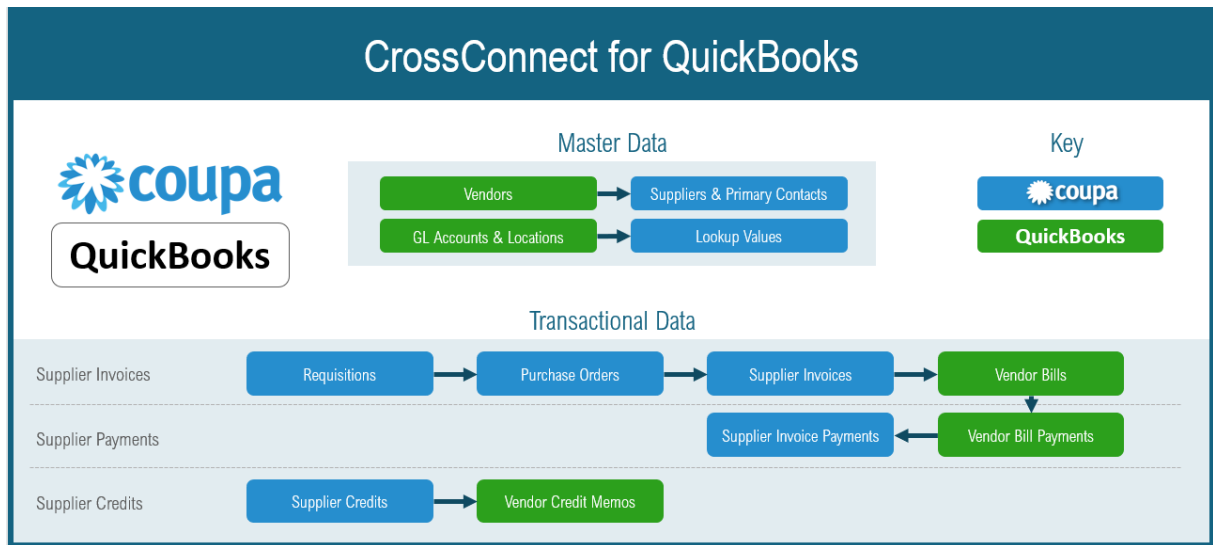 CrossConnect for QuickBooks
coupa
QuickBooks
Master Data
Vendors
Suppliers & Primary Contacts
GL Accounts & Locations
Lookup Values
Key
coupa
QuickBooks
Transactional Data
Supplier Invoices
Requisitions
Purchase Orders
Supplier Invoices
Vendor Bills
Supplier Payments
Supplier Invoice Payments
Vendor Bill Payments
Supplier Credits
Supplier Credits
Vendor Credit Memos